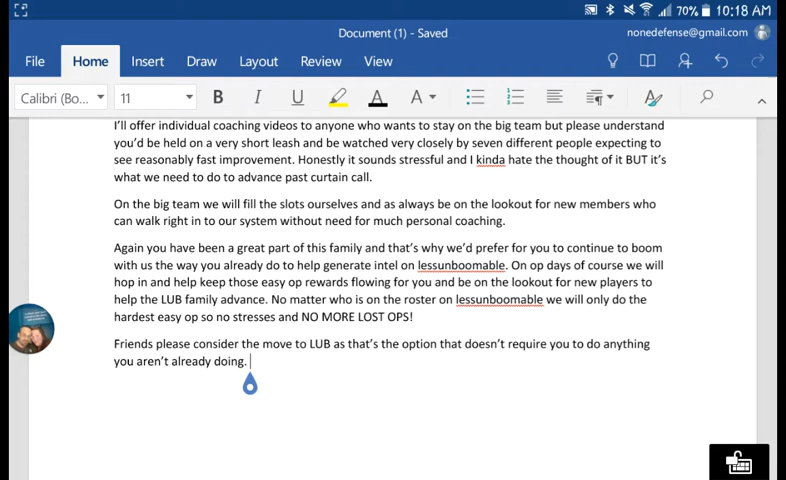 70% 10:18 AM
Document (1) - Saved
nonedefense@gmail.com
File Home Insert Draw Layout Review View
Calibri (Bo... 11 B I U A A
I'll offer individual coaching videos to anyone who wants to stay on the big team but please understand
you'd be held on a very short leash and be watched very closely by seven different people expecting to
see reasonably fast improvement. Honestly it sounds stressful and I kinda hate the thought of it BUT it's
what we need to do to advance past curtain call.
On the big team we will fill the slots ourselves and as always be on the lookout for new members who
can walk right in to our system without need for much personal coaching.
Again you have been a great part of this family and that's why we'd prefer for you to continue to boom
with us the way you already do to help generate intel on lessunboomable. On op days of course we will
hop in and help keep those easy op rewards flowing for you and be on the lookout for new players to
help the LUB family advance. No matter who is on the roster on lessunboomable we will only do the
hardest easy op so no stresses and NO MORE LOST OPS!
Friends please consider the move to LUB as that's the option that doesn't require you to do anything
you aren't already doing.